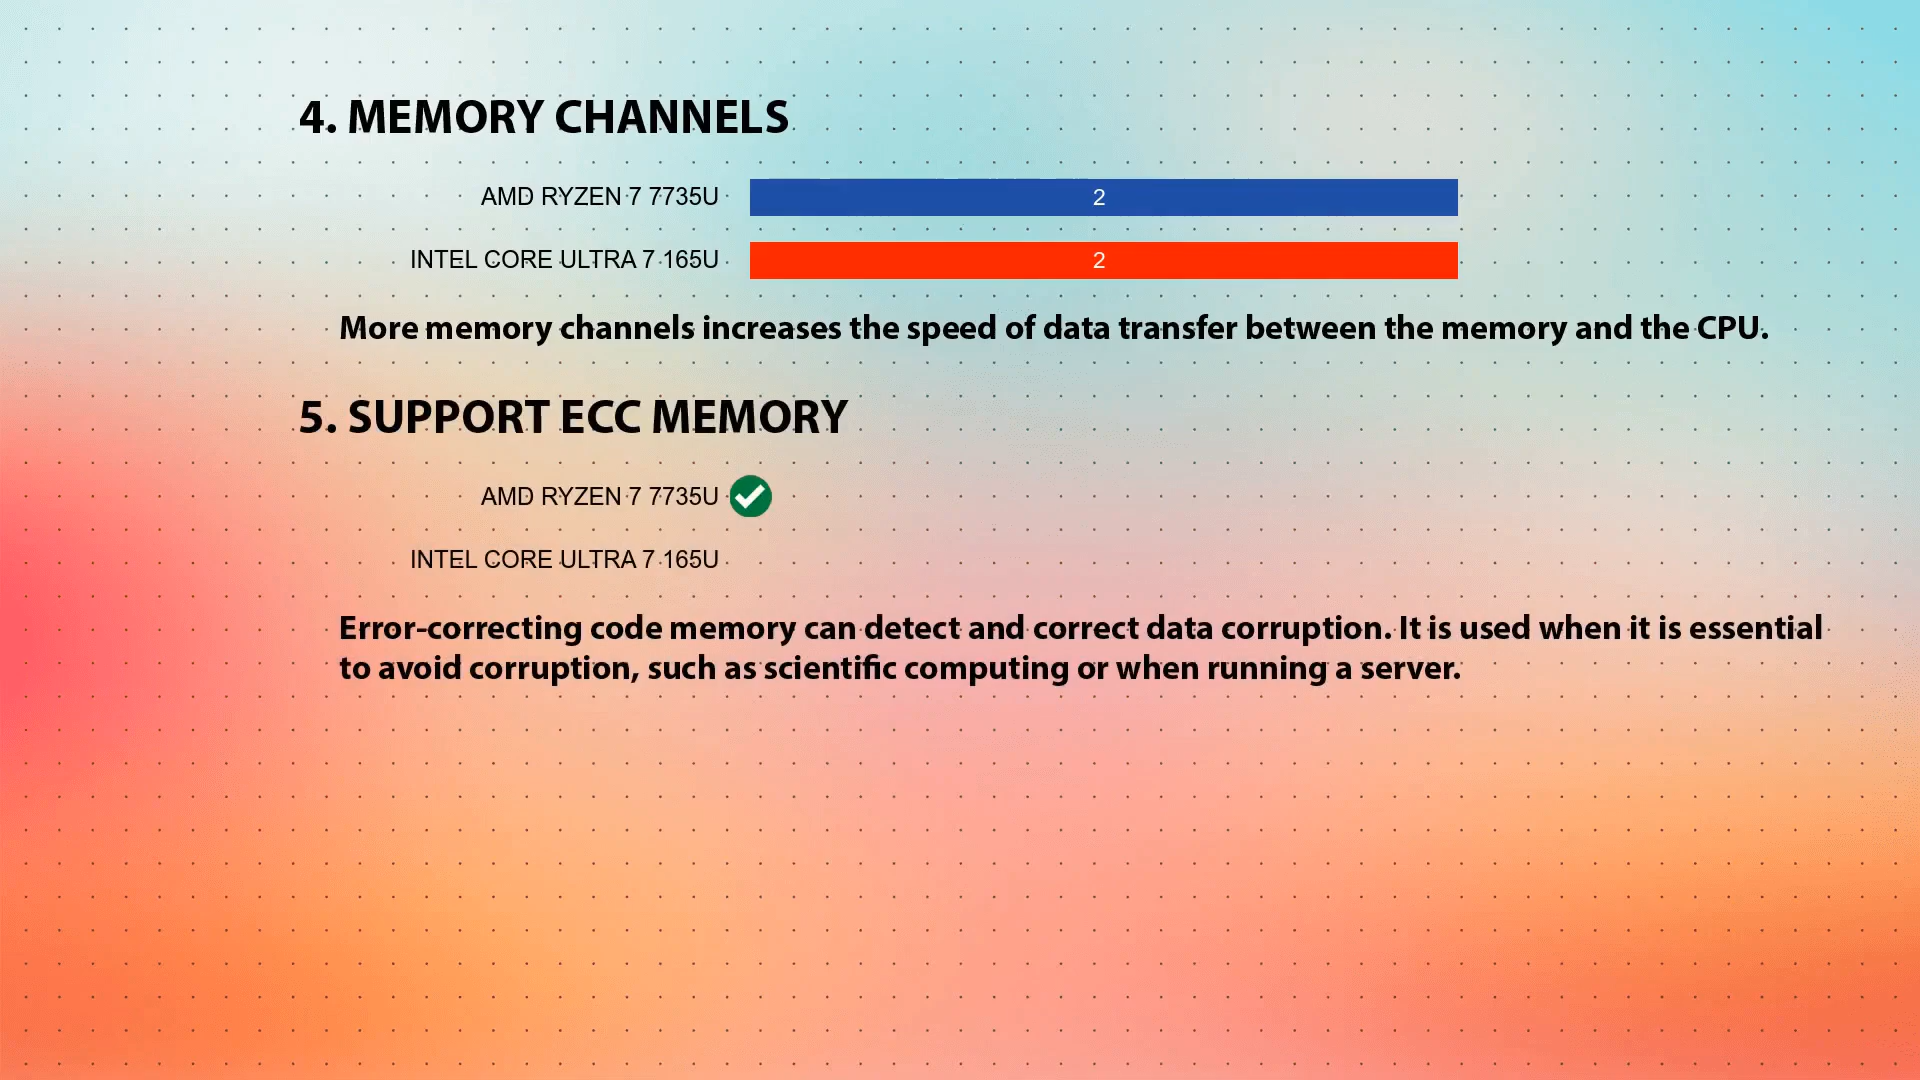 4. MEMORY CHANNELS
AMD RYZEN 7 7735U
2
INTEL CORE ULTRA 7 165U
2
More memory channels increases the speed of data transfer between the memory and the CPU.
5. SUPPORT ECC MEMORY
AMD RYZEN 7 7735U
INTEL CORE ULTRA 7 165U
Error-correcting code memory can detect and correct data corruption. It is used when it is essential
to avoid corruption, such as scientific computing or when running a server.